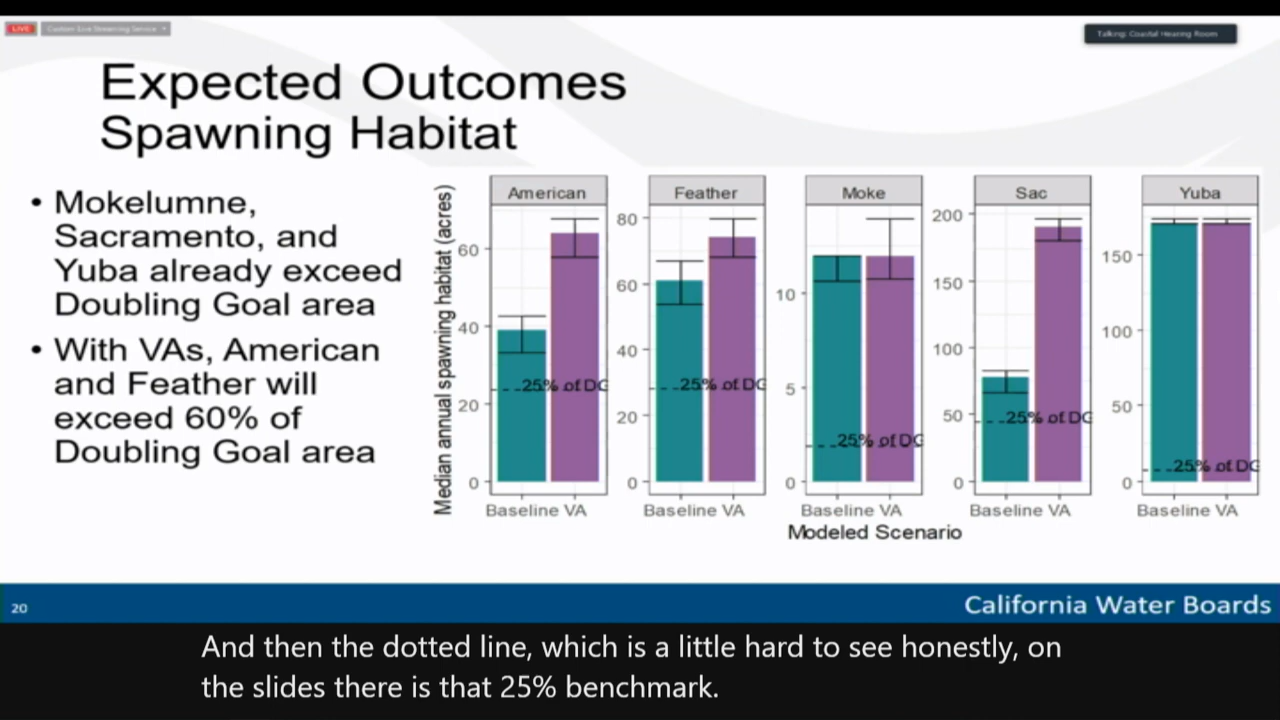 LIVE
Custom Live Streaming Service
Talking: Coastal Hearing Room
Expected Outcomes
Spawning Habitat
• Mokelumne,
Sacramento, and
Yuba already exceed
Doubling Goal area
• With VAs, American
and Feather will
exceed 60% of
Doubling Goal area
Median annual spawning habitat (acres)
American
60
40
20
0
25% of DG
Baseline VA
Feather
80
60
40
20
0
25% of DG
Baseline VA
Moke
10
5
0
25% of DG
Baseline VA
Sac
200
150
100
50
0
25% of DG
Baseline VA
Yuba
150
100
50
0
25% of DG
Baseline VA
Modeled Scenario
20
California Water Boards
And then the dotted line, which is a little hard to see honestly, on
the slides there is that 25% benchmark.